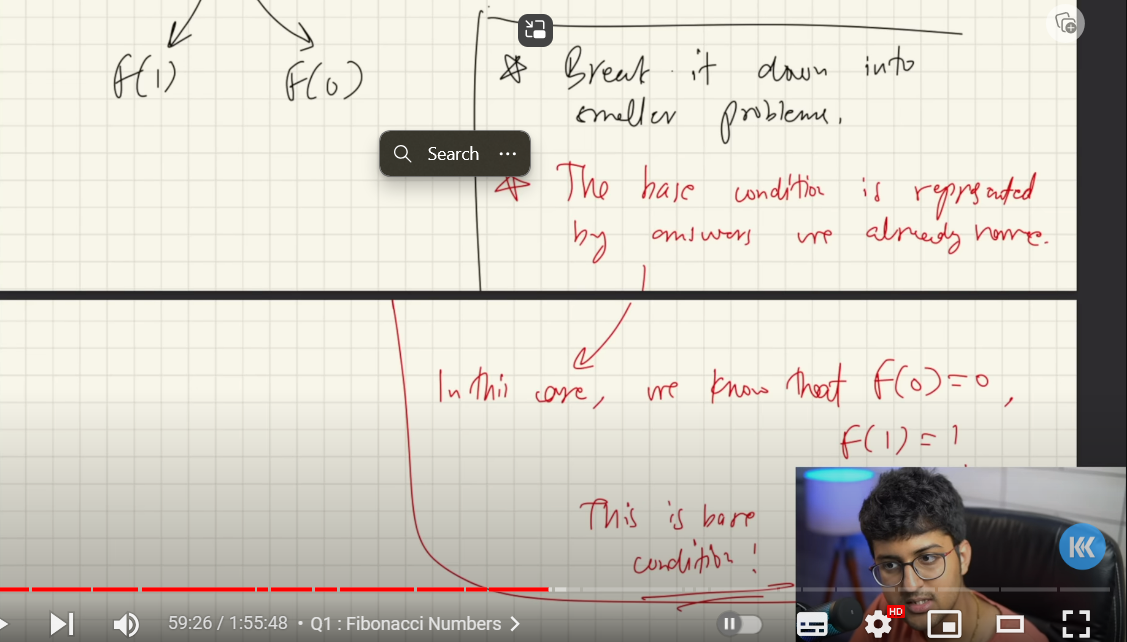 F(1) F(0)
Break it down into
smaller problems.
Search ...
The base condition is represented
by answers we already have.
In this case, we know that F(0) = 0,
F(1) = 1
This is base
condition!
HD
59:26 / 1:55:48 • Q1 : Fibonacci Numbers >